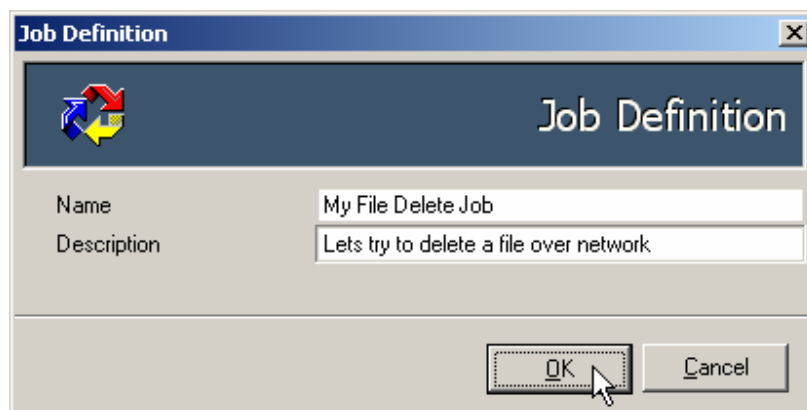 Job Definition
Job Definition
Name My File Delete Job
Description Lets try to delete a file over network
OK Cancel